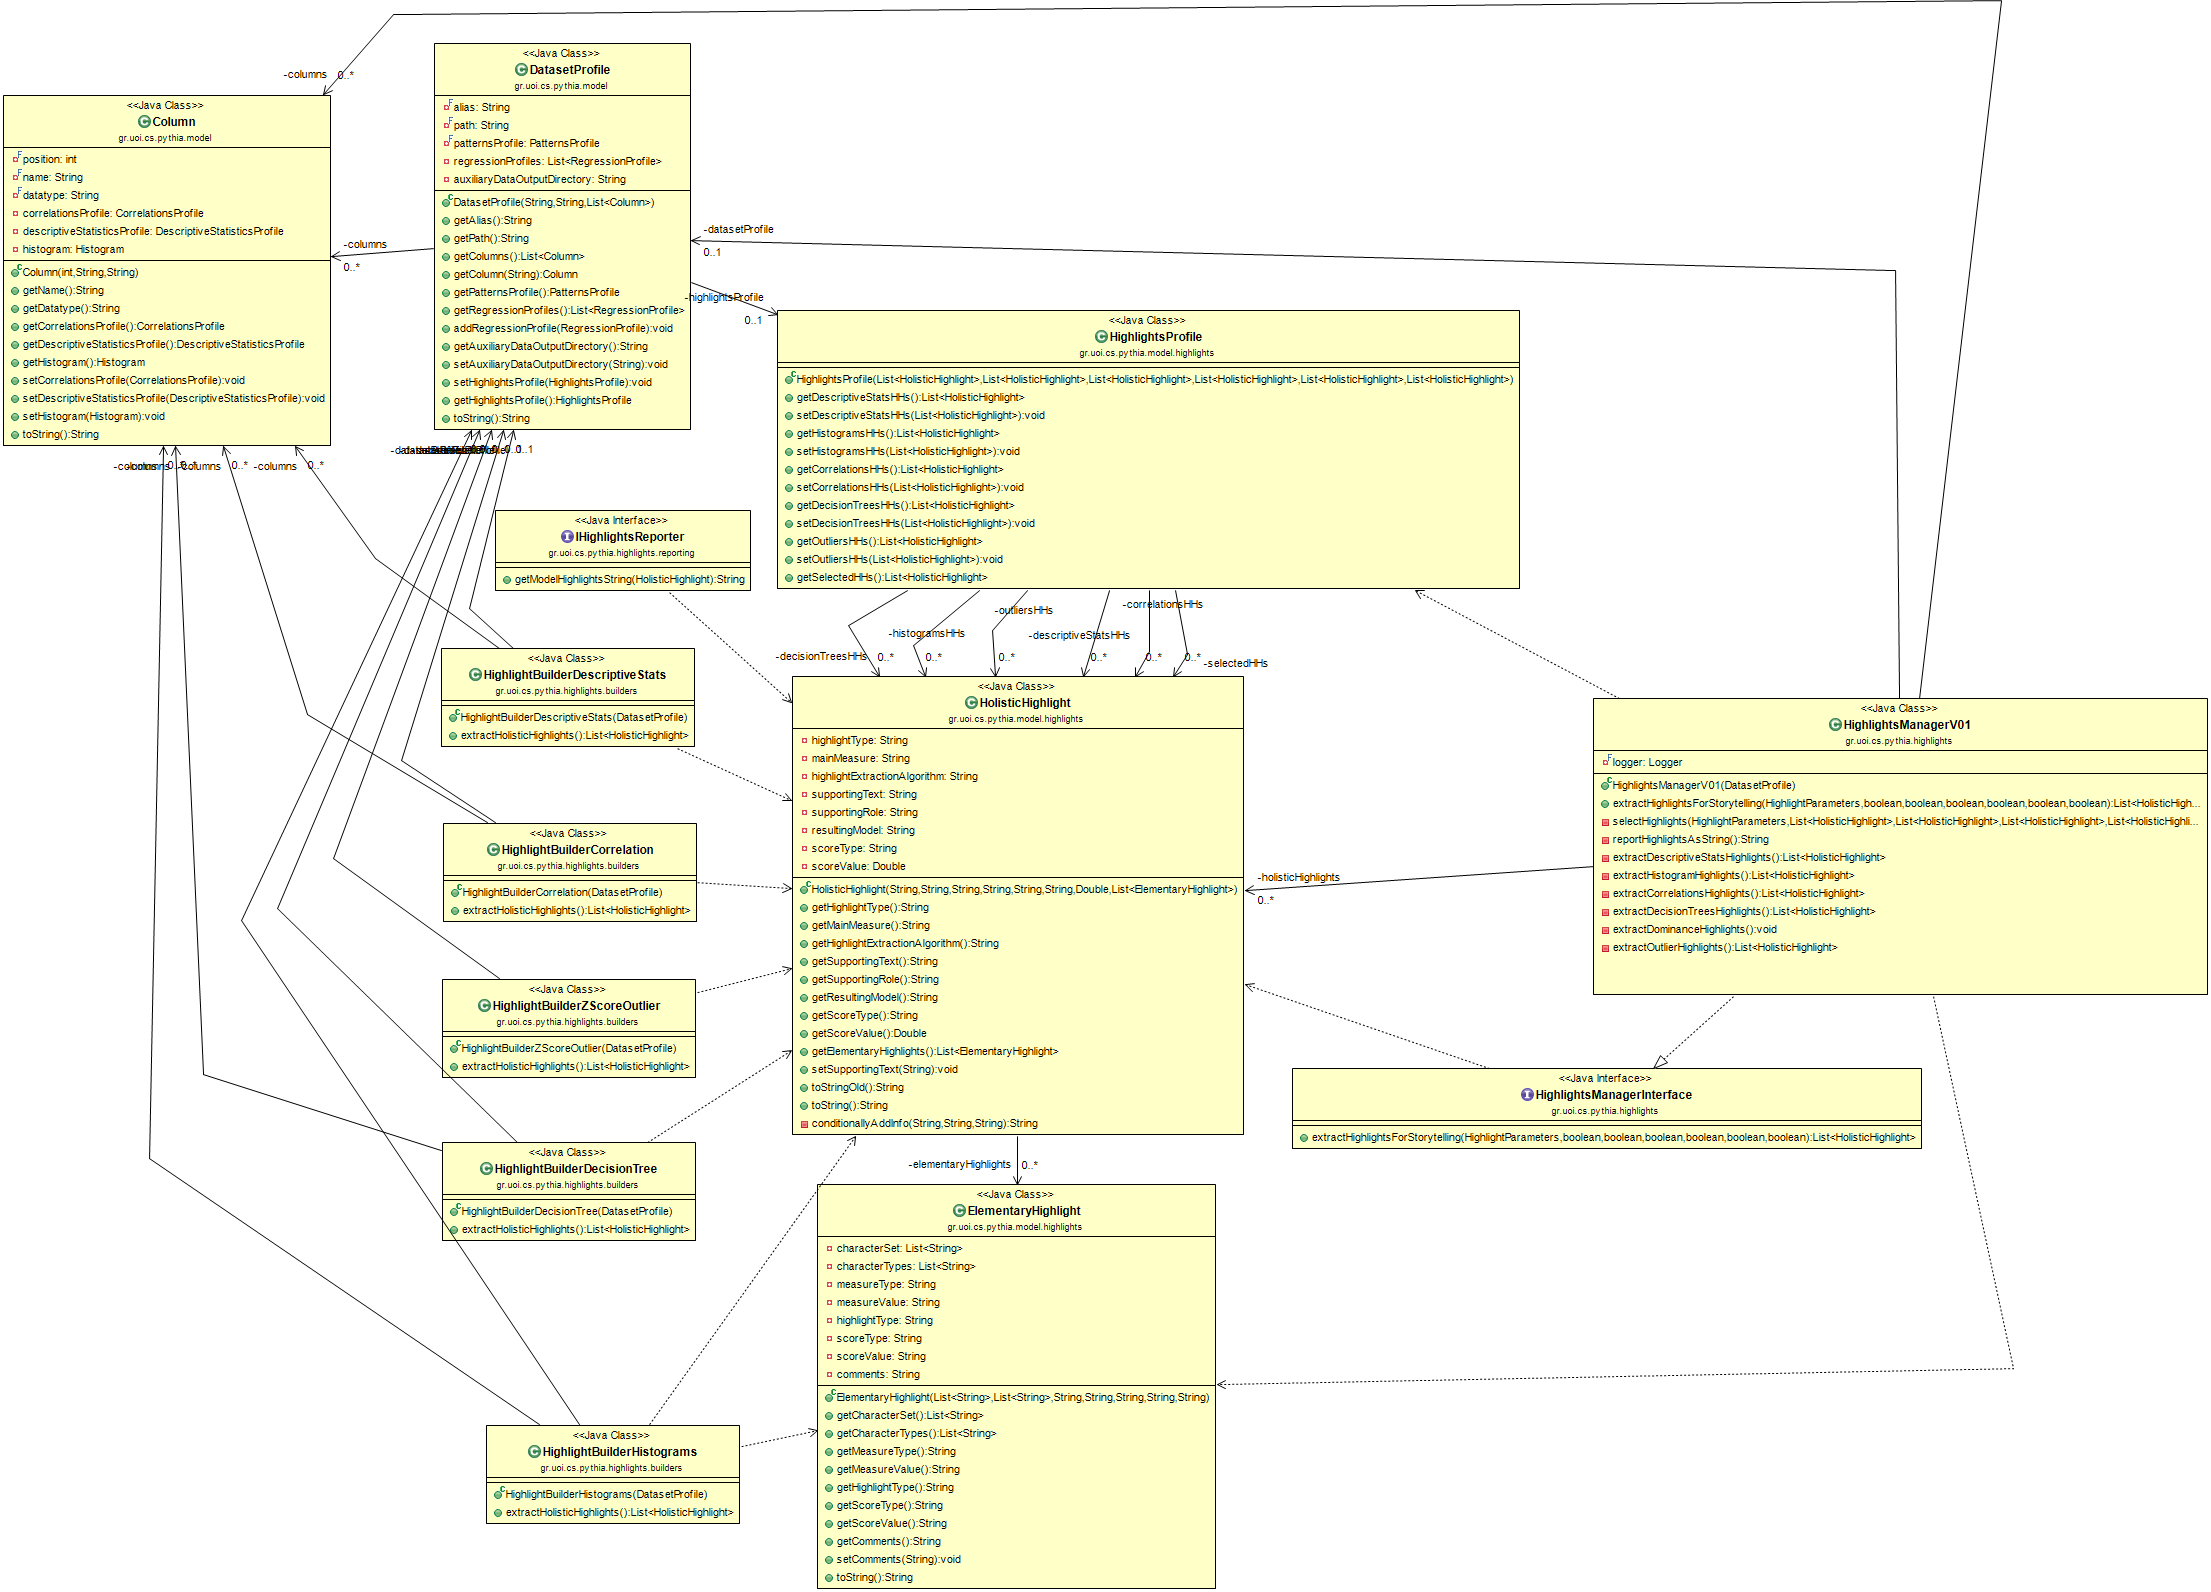 -columns 0..*
<<Java Class>>
Column
gr.uoi.cs.pythia.model
position: int
name: String
datatype: String
correlationsProfile: CorrelationsProfile
descriptiveStatisticsProfile: DescriptiveStatisticsProfile
histogram: Histogram
Column(int,String,String)
getName():String
getDatatype():String
getCorrelationsProfile():CorrelationsProfile
getDescriptiveStatisticsProfile():DescriptiveStatisticsProfile
getHistogram():Histogram
setCorrelationsProfile(CorrelationsProfile):void
setDescriptiveStatisticsProfile(DescriptiveStatisticsProfile):void
setHistogram(Histogram):void
toString():String
<<Java Class>>
DatasetProfile
gr.uoi.cs.pythia.model
alias: String
path: String
patternsProfile: PatternsProfile
regressionProfiles: List<RegressionProfile>
auxiliaryDataOutputDirectory: String
DatasetProfile(String,String,List<Column>)
getAlias():String
getPath():String
getColumns():List<Column>
getColumn(String):Column
getPatternsProfile():PatternsProfile
getRegressionProfiles():List<RegressionProfile>
addRegressionProfile(RegressionProfile):void
getAuxiliaryDataOutputDirectory():String
setAuxiliaryDataOutputDirectory(String):void
setHighlightsProfile(HighlightsProfile):void
getHighlightsProfile():HighlightsProfile
toString():String
-columns
0..*
-datasetProfile
0..1
-highlightsProfile
0..1
<<Java Class>>
HighlightsProfile
gr.uoi.cs.pythia.model.highlights
HighlightsProfile(List<HolisticHighlight>,List<HolisticHighlight>,List<HolisticHighlight>,List<HolisticHighlight>,List<HolisticHighlight>,List<HolisticHighlight>)
getDescriptiveStatsHHs():List<HolisticHighlight>
setDescriptiveStatsHHs(List<HolisticHighlight>):void
getHistogramsHHs():List<HolisticHighlight>
setHistogramsHHs(List<HolisticHighlight>):void
getCorrelationsHHs():List<HolisticHighlight>
setCorrelationsHHs(List<HolisticHighlight>):void
getDecisionTreesHHs():List<HolisticHighlight>
setDecisionTreesHHs(List<HolisticHighlight>):void
getOutliersHHs():List<HolisticHighlight>
setOutliersHHs(List<HolisticHighlight>):void
getSelectedHHs():List<HolisticHighlight>
-columns 0..* -columns 0..*
0..1
<<Java Interface>>
IHighlightsReporter
gr.uoi.cs.pythia.highlights.reporting
getModelHighlightsString(HolisticHighlight):String
-correlationsHHs
-outliersHHs
-histogramsHHs
-descriptiveStatsHHs
-decisionTreesHHs 0..* 0..* 0..* 0..* 0..* 0..*
-selectedHHs
<<Java Class>>
HighlightBuilderDescriptiveStats
gr.uoi.cs.pythia.highlights.builders
HighlightBuilderDescriptiveStats(DatasetProfile)
extractHolisticHighlights():List<HolisticHighlight>
<<Java Class>>
HighlightBuilderCorrelation
gr.uoi.cs.pythia.highlights.builders
HighlightBuilderCorrelation(DatasetProfile)
extractHolisticHighlights():List<HolisticHighlight>
<<Java Class>>
HighlightBuilderZScoreOutlier
gr.uoi.cs.pythia.highlights.builders
HighlightBuilderZScoreOutlier(DatasetProfile)
extractHolisticHighlights():List<HolisticHighlight>
<<Java Class>>
HighlightBuilderDecisionTree
gr.uoi.cs.pythia.highlights.builders
HighlightBuilderDecisionTree(DatasetProfile)
extractHolisticHighlights():List<HolisticHighlight>
<<Java Class>>
HighlightBuilderHistograms
gr.uoi.cs.pythia.highlights.builders
HighlightBuilderHistograms(DatasetProfile)
extractHolisticHighlights():List<HolisticHighlight>
<<Java Class>>
HolisticHighlight
gr.uoi.cs.pythia.model.highlights
highlightType: String
mainMeasure: String
highlightExtractionAlgorithm: String
supportingText: String
supportingRole: String
resultingModel: String
scoreType: String
scoreValue: Double
HolisticHighlight(String,String,String,String,String,String,Double,List<ElementaryHighlight>)
getHighlightType():String
getMainMeasure():String
getHighlightExtractionAlgorithm():String
getSupportingText():String
getSupportingRole():String
getResultingModel():String
getScoreType():String
getScoreValue():Double
getElementaryHighlights():List<ElementaryHighlight>
setSupportingText(String):void
toStringOld():String
toString():String
conditionallyAddInfo(String,String,String):String
-elementaryHighlights 0..*
<<Java Class>>
ElementaryHighlight
gr.uoi.cs.pythia.model.highlights
characterSet: List<String>
characterTypes: List<String>
measureType: String
measureValue: String
highlightType: String
scoreType: String
scoreValue: String
comments: String
ElementaryHighlight(List<String>,List<String>,String,String,String,String,String)
getCharacterSet():List<String>
getCharacterTypes():List<String>
getMeasureType():String
getMeasureValue():String
getHighlightType():String
getScoreType():String
getScoreValue():String
getComments():String
setComments(String):void
toString():String
-holisticHighlights
0..*
<<Java Class>>
HighlightsManagerV01
gr.uoi.cs.pythia.highlights
logger: Logger
HighlightsManagerV01(DatasetProfile)
extractHighlightsForStorytelling(HighlightParameters,boolean,boolean,boolean,boolean,boolean,boolean):List<HolisticHigh...
selectHighlights(HighlightParameters,List<HolisticHighlight>,List<HolisticHighlight>,List<HolisticHighlight>,List<HolisticHighli...
reportHighlightsAsString():String
extractDescriptiveStatsHighlights():List<HolisticHighlight>
extractHistogramHighlights():List<HolisticHighlight>
extractCorrelationsHighlights():List<HolisticHighlight>
extractDecisionTreesHighlights():List<HolisticHighlight>
extractDominanceHighlights():void
extractOutlierHighlights():List<HolisticHighlight>
<<Java Interface>>
HighlightsManagerInterface
gr.uoi.cs.pythia.highlights
extractHighlightsForStorytelling(HighlightParameters,boolean,boolean,boolean,boolean,boolean,boolean):List<HolisticHighlight>